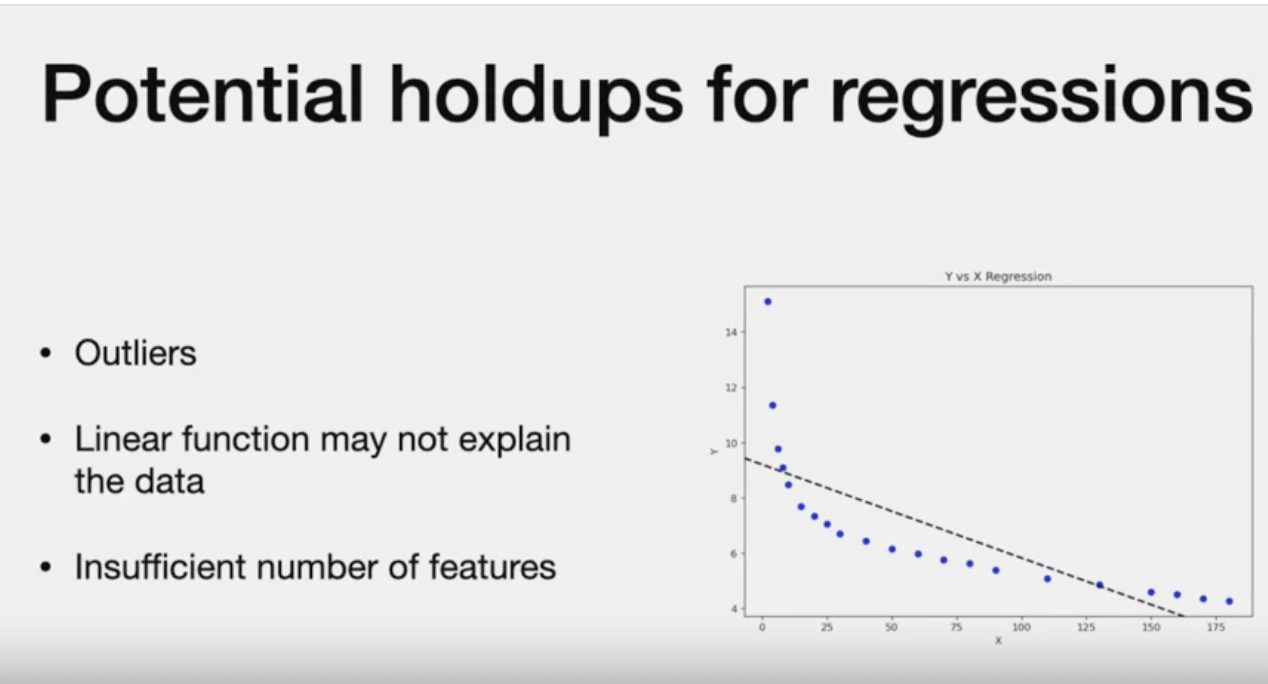 Potential holdups for regressions
• Outliers
• Linear function may not explain
the data
• Insufficient number of features
Y vs X Regression
14
12
10
8
6
4
Y
0 25 50 75 100 125 150 175
X